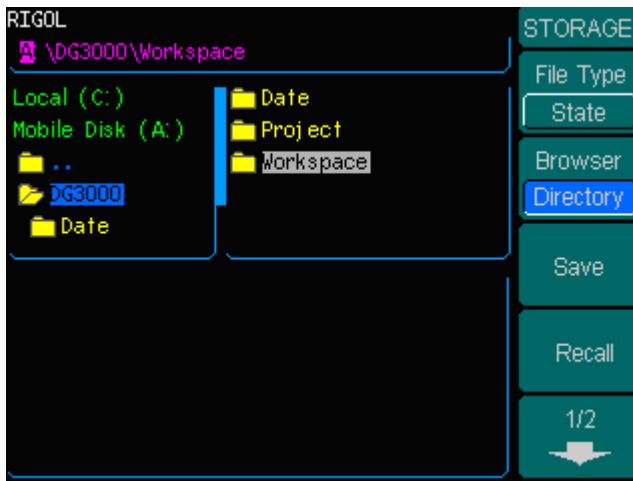 RIGOL
A \DG3000\Workspace
Local (C:)
Mobile Disk (A:)
..
DG3000
Date
Date
Project
Workspace
STORAGE
File Type
State
Browser
Directory
Save
Recall
1/2